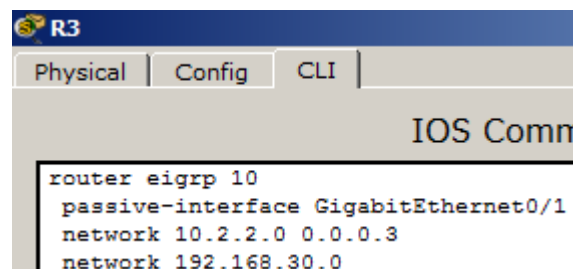 R3
Physical Config CLI
IOS Comm
router eigrp 10
passive-interface GigabitEthernet0/1
network 10.2.2.0 0.0.0.3
network 192.168.30.0